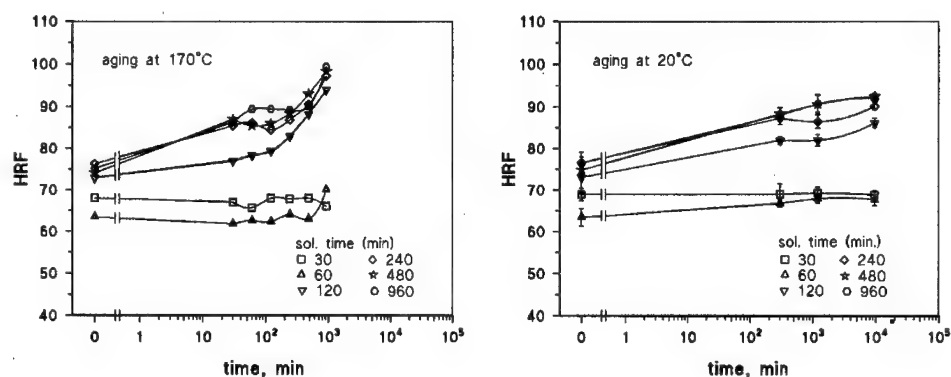 110
100
90
80
70
60
50
40
HRF
aging at 170°C
sol. time (min)
30 240
60 480
120 960
0 1 10¹ 10² 10³ 10⁴ 10⁵
time, min
110
100
90
80
70
60
50
40
HRF
aging at 20°C
sol. time (min.)
30 240
60 480
120 960
0 1 10¹ 10² 10³ 10⁴ 10⁵
time, min